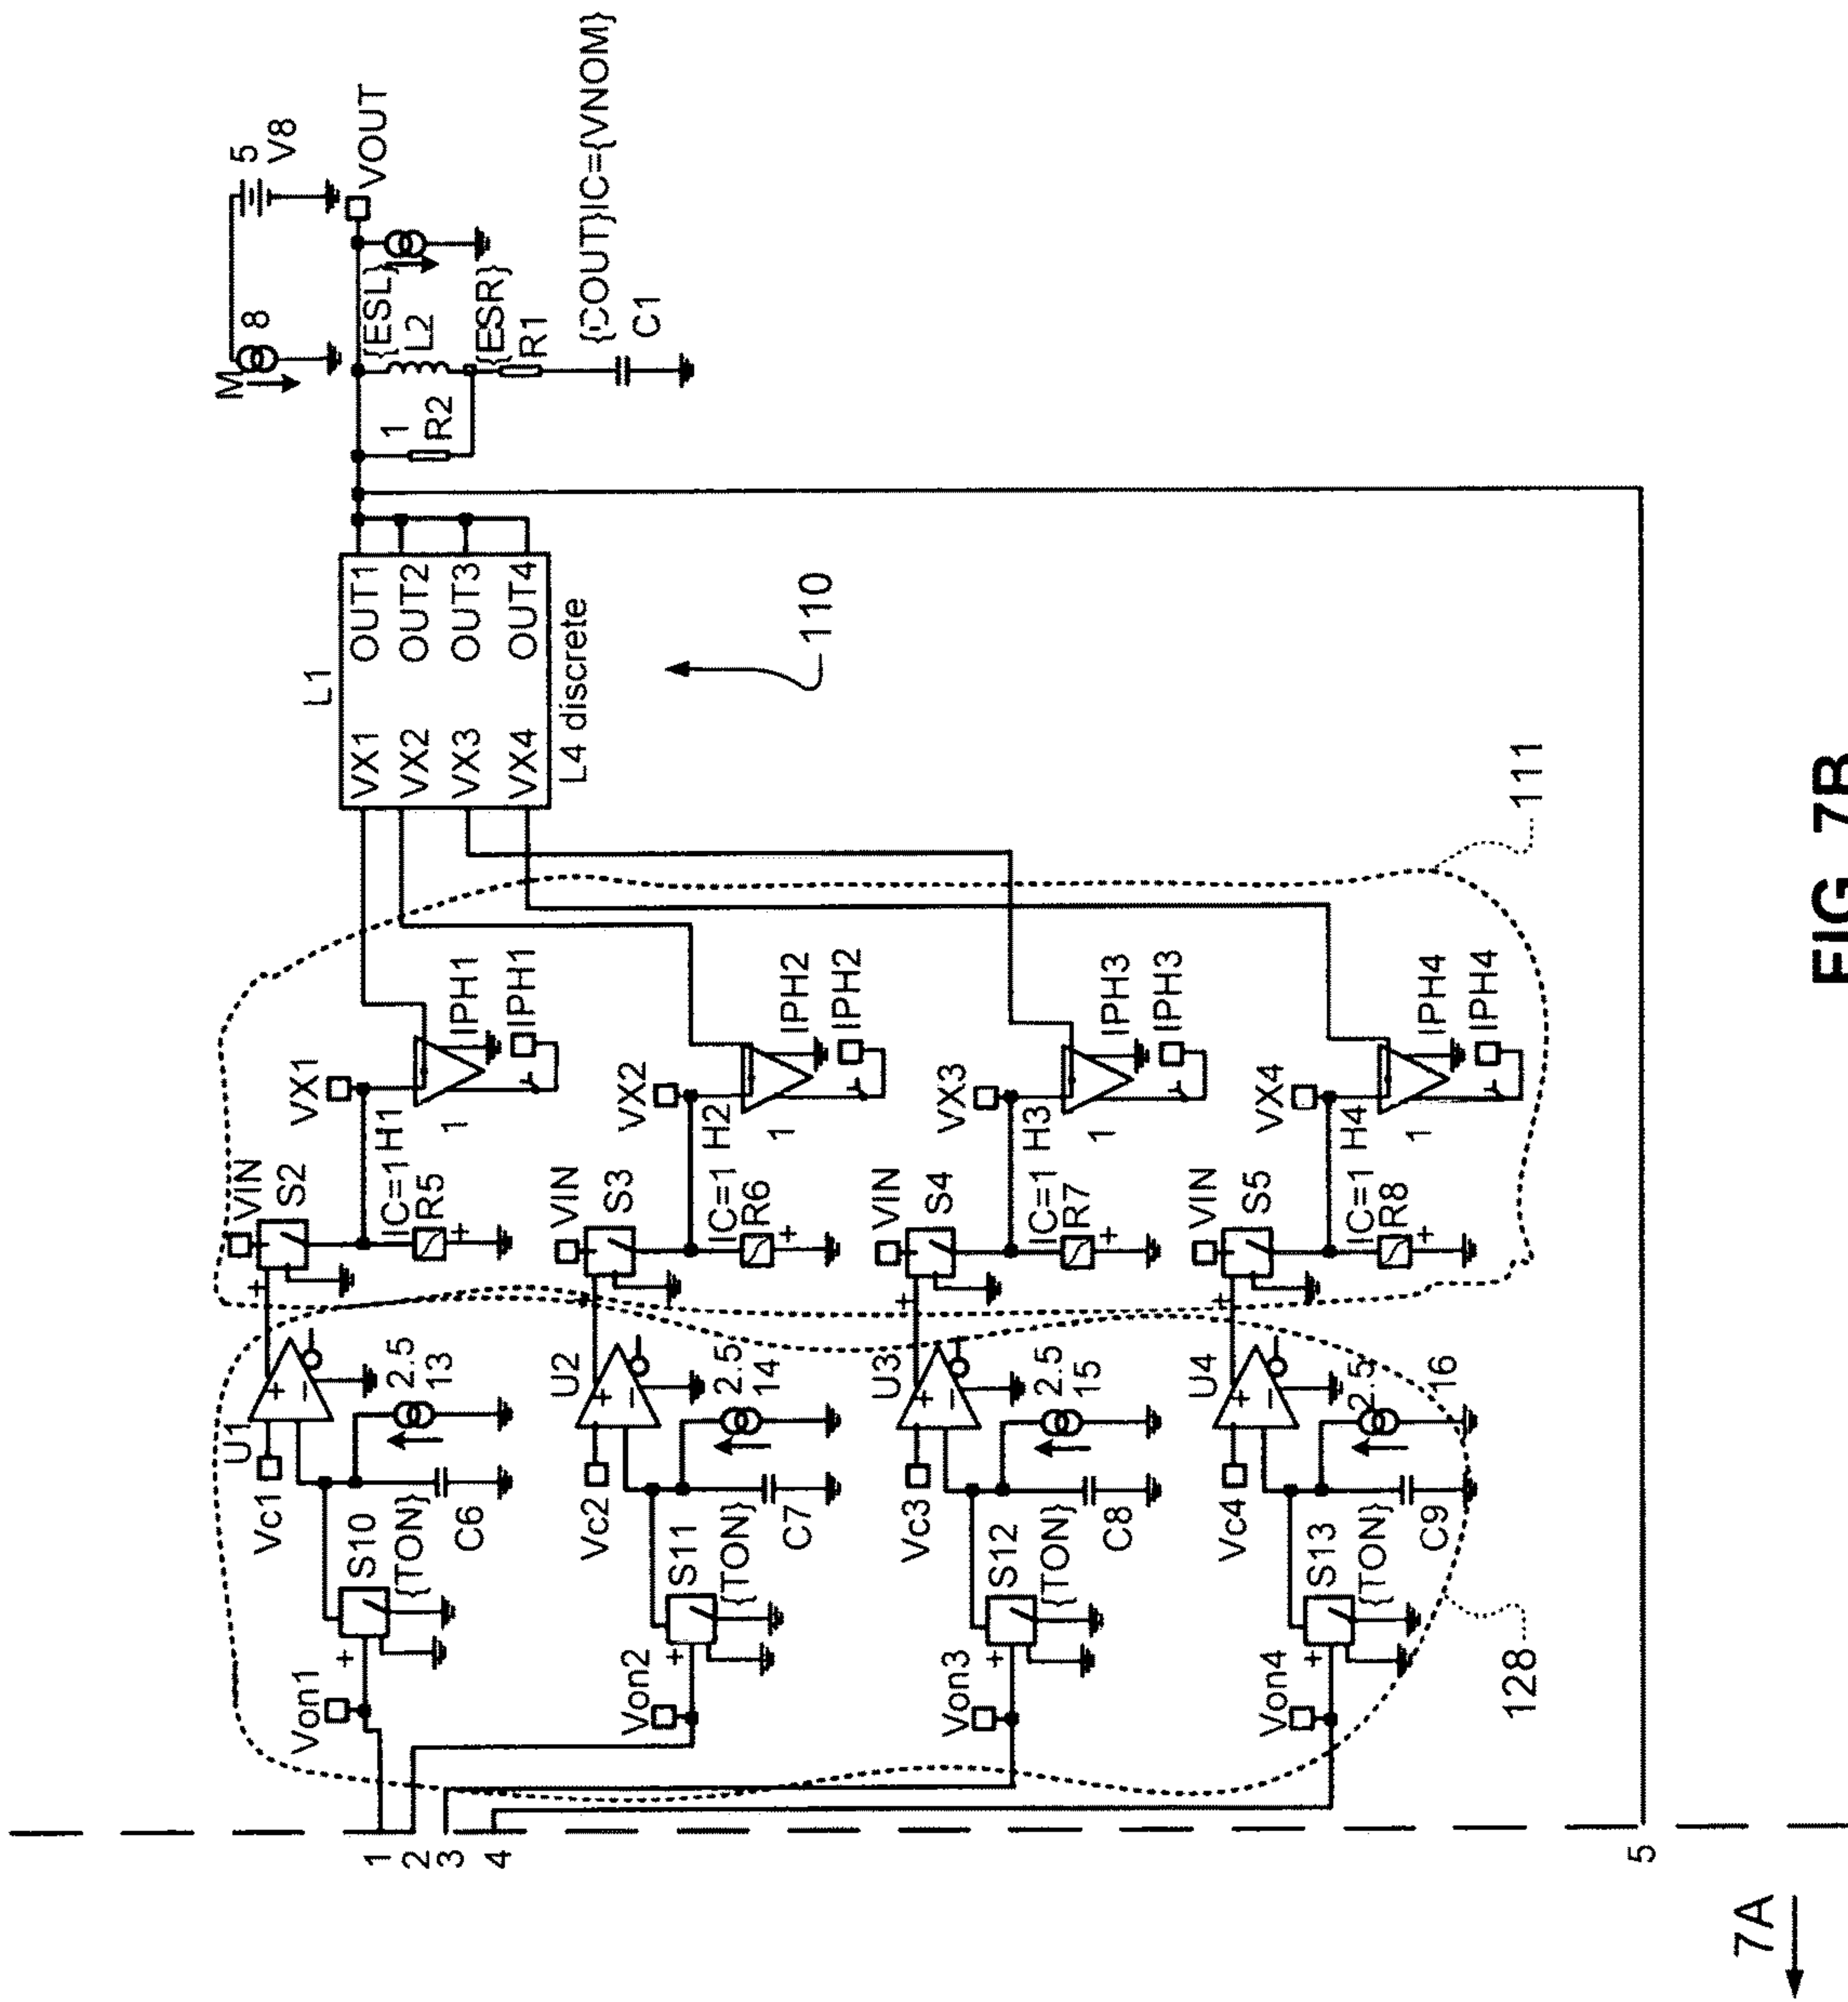 M
8
5
V8
VOUT
{ESL}
L2
1
R2
{ESR}
R1
{COUT}IC={VNOM}
C1
L1
VX1 OUT1
VX2 OUT2
VX3 OUT3
VX4 OUT4
L4 discrete
110
111
128
1
2
3
4
5
Von1
S10
{TON}
C6
Vc1
U1
+
−
2.5
13
+
VIN
S2
+
IC=1
R5
+
VX1
H1
1
IPH1
IPH1
Von2
S11
{TON}
C7
Vc2
U2
+
−
2.5
14
+
VIN
S3
+
IC=1
R6
+
VX2
H2
1
IPH2
IPH2
Von3
S12
{TON}
C8
Vc3
U3
+
−
2.5
15
+
VIN
S4
+
IC=1
R7
+
VX3
H3
1
IPH3
IPH3
Von4
S13
{TON}
C9
Vc4
U4
+
−
2.5
16
+
VIN
S5
+
IC=1
R8
+
VX4
H4
1
IPH4
IPH4
7A
FIG. 7B